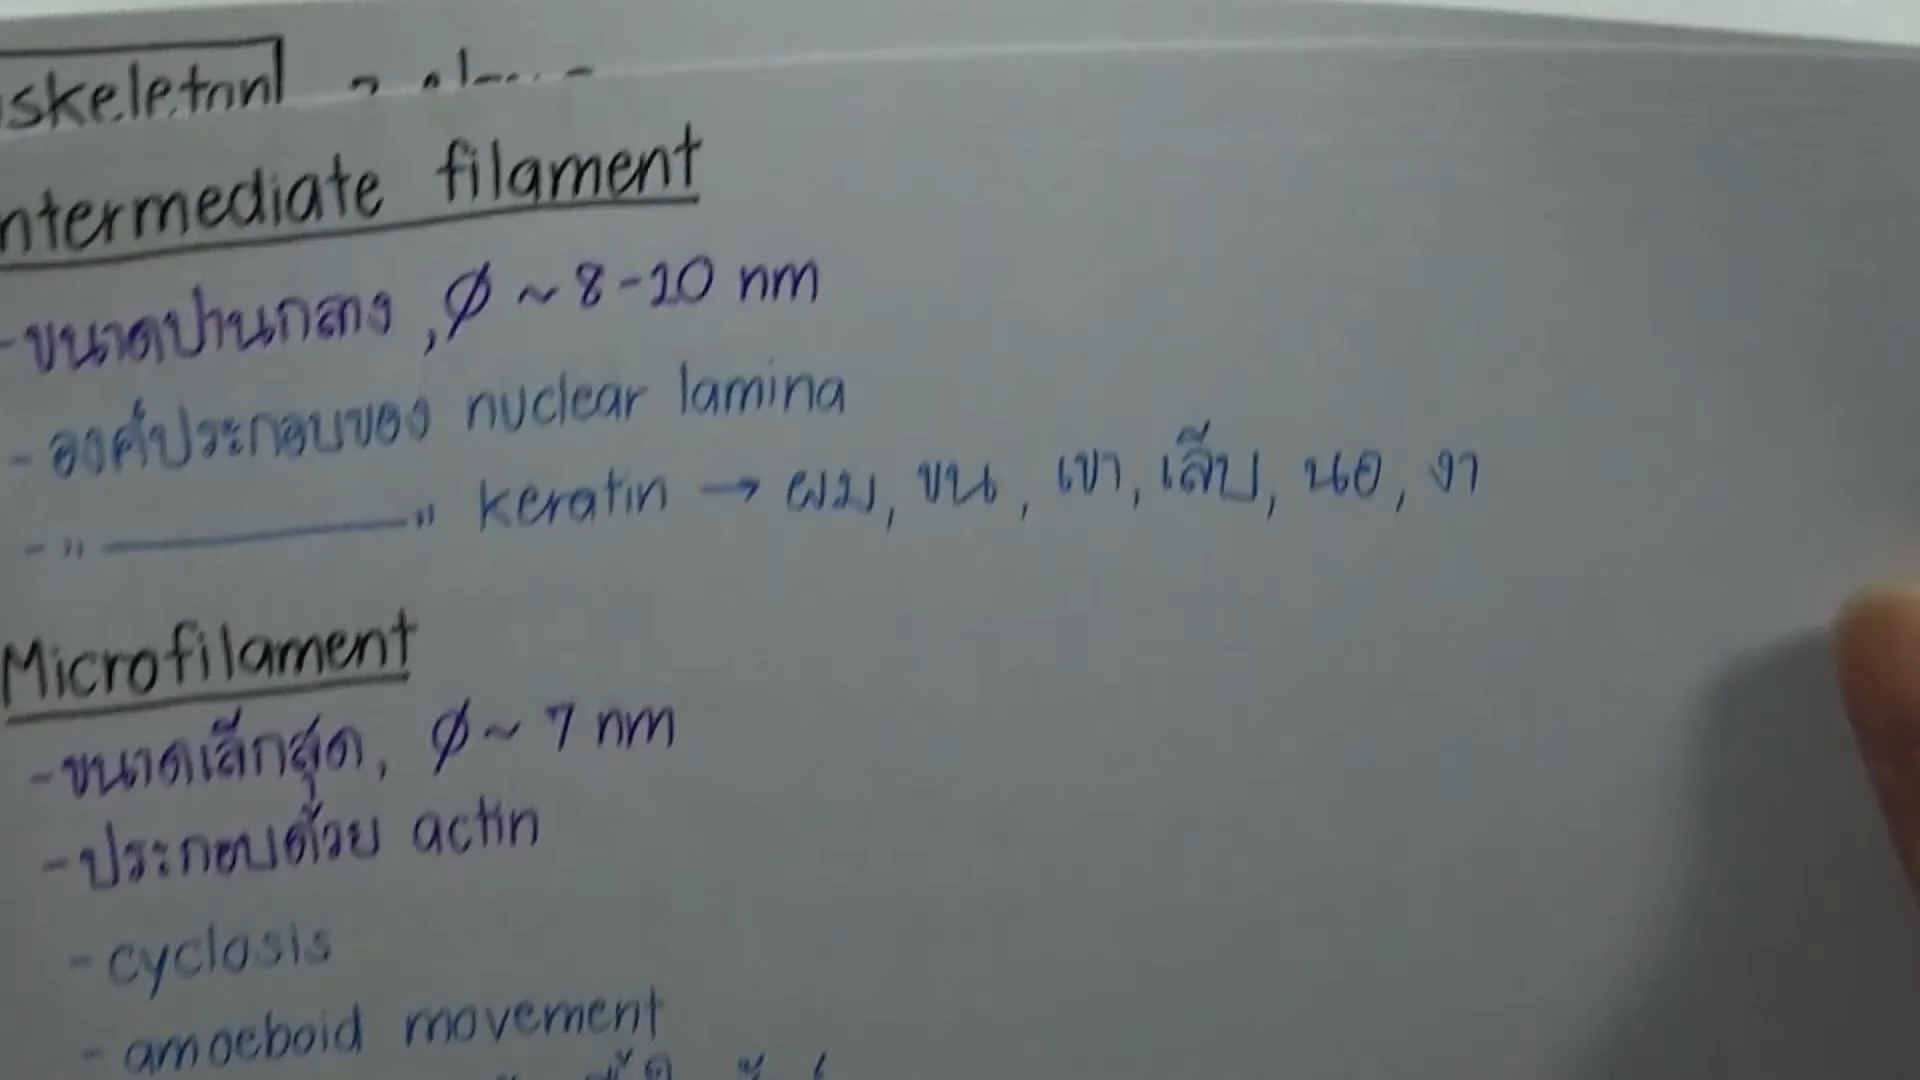 skeleton
ntermediate filament
-ขนาดปานกลาง, Ø ~ 8-10 nm
- องค์ประกอบของ nuclear lamina
- " ———— " keratin → ผม, ขน, เขา, เล็บ, นอ, งา
Microfilament
-ขนาดเล็กสุด, Ø ~ 7 nm
-ประกอบด้วย actin
- cyclosis
- amoeboid movement